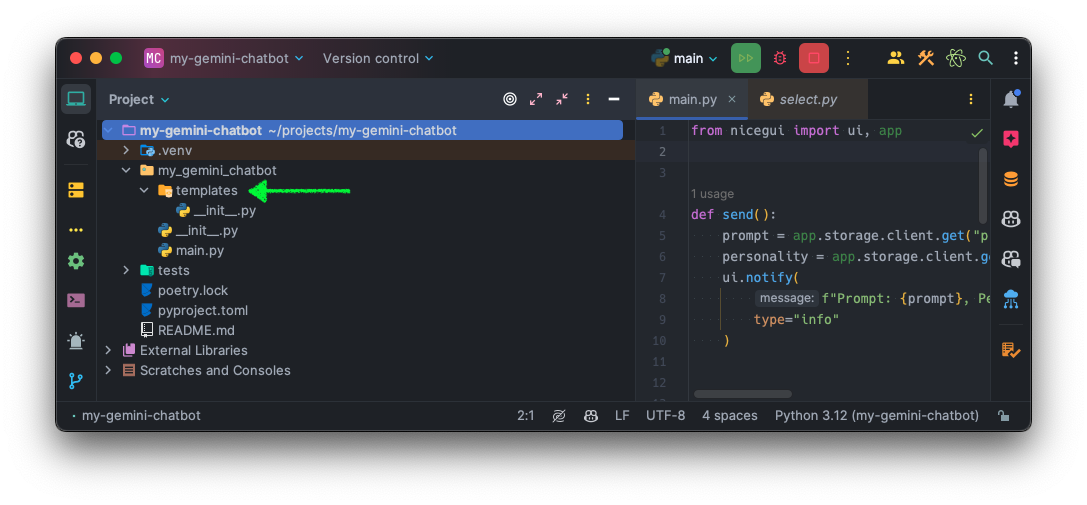 MC my-gemini-chatbot Version control main
Project
my-gemini-chatbot ~/projects/my-gemini-chatbot
.venv
my_gemini_chatbot
templates
__init__.py
__init__.py
main.py
tests
poetry.lock
pyproject.toml
README.md
External Libraries
Scratches and Consoles
main.py select.py
1 from nicegui import ui, app
2
3
1 usage
4 def send():
5 prompt = app.storage.client.get("p
6 personality = app.storage.client.ge
7 ui.notify(
8 message: f"Prompt: {prompt}, Pe
9 type="info"
10 )
11
12
my-gemini-chatbot 2:1 LF UTF-8 4 spaces Python 3.12 (my-gemini-chatbot)